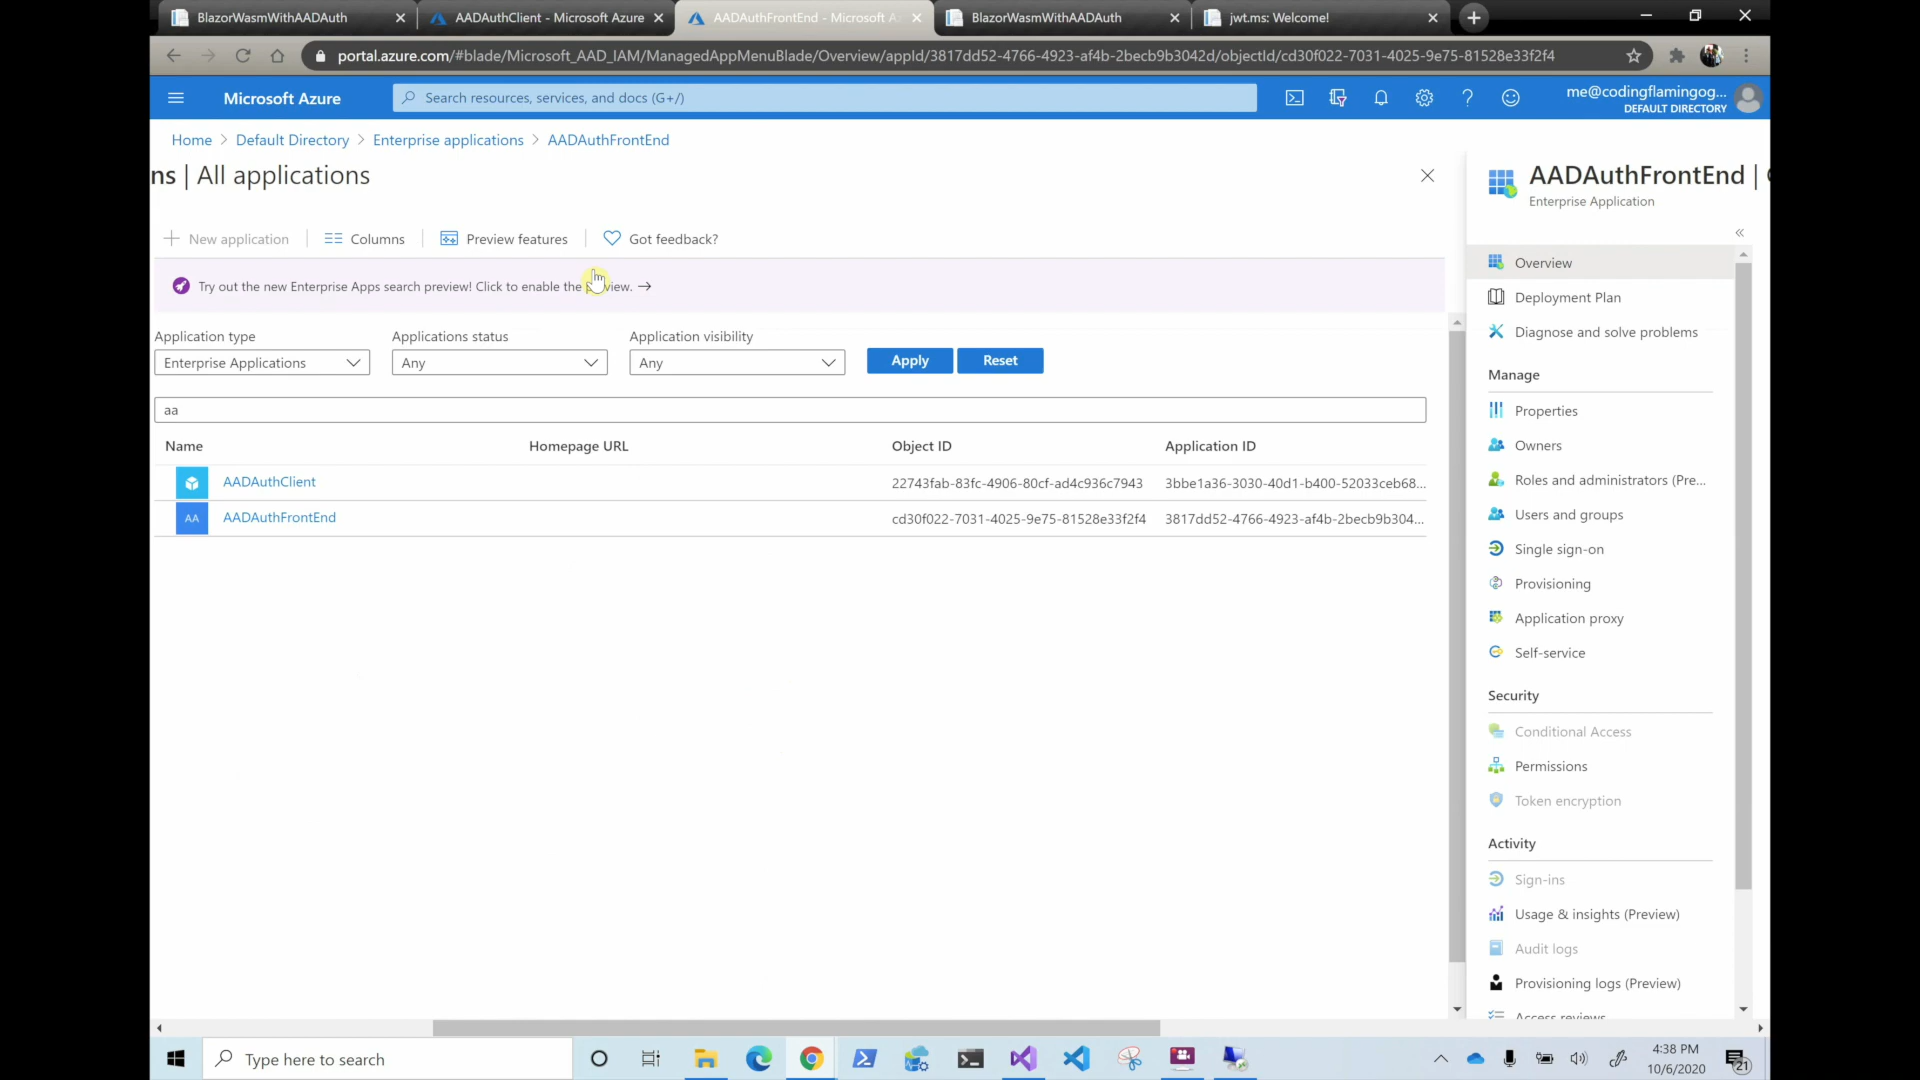 BlazorWasmWithAADAuth
AADAuthClient - Microsoft Azure
AADAuthFrontEnd - Microsoft A
BlazorWasmWithAADAuth
jwt.ms: Welcome!
portal.azure.com/#blade/Microsoft_AAD_IAM/ManagedAppMenuBlade/Overview/appId/3817dd52-4766-4923-af4b-2becb9b3042d/objectId/cd30f022-7031-4025-9e75-81528e33f2f4
Microsoft Azure
Search resources, services, and docs (G+/)
me@codingflamingog...
DEFAULT DIRECTORY
Home > Default Directory > Enterprise applications > AADAuthFrontEnd
ns | All applications
New application
Columns
Preview features
Got feedback?
Try out the new Enterprise Apps search preview! Click to enable the preview. →
Application type
Applications status
Application visibility
Enterprise Applications
Any
Any
Apply
Reset
aa
Name
Homepage URL
Object ID
Application ID
AADAuthClient
22743fab-83fc-4906-80cf-ad4c936c7943
3bbe1a36-3030-40d1-b400-52033ceb68...
AA
AADAuthFrontEnd
cd30f022-7031-4025-9e75-81528e33f2f4
3817dd52-4766-4923-af4b-2becb9b304...
AADAuthFrontEnd |
Enterprise Application
«
Overview
Deployment Plan
Diagnose and solve problems
Manage
Properties
Owners
Roles and administrators (Pre...
Users and groups
Single sign-on
Provisioning
Application proxy
Self-service
Security
Conditional Access
Permissions
Token encryption
Activity
Sign-ins
Usage & insights (Preview)
Audit logs
Provisioning logs (Preview)
Access reviews
Type here to search
4:38 PM
10/6/2020
21